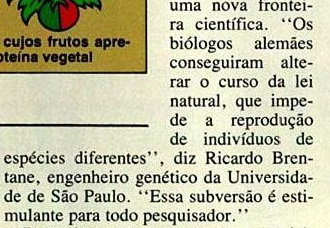 cujos frutos apre-
oteína vegetal
uma nova frontei-
ra científica. “Os
biólogos alemães
conseguiram alte-
rar o curso da lei
natural, que impe-
de a reprodução
de indivíduos de
espécies diferentes”, diz Ricardo Bren-
tane, engenheiro genético da Universida-
de de São Paulo. “Essa subversão é esti-
mulante para todo pesquisador.”